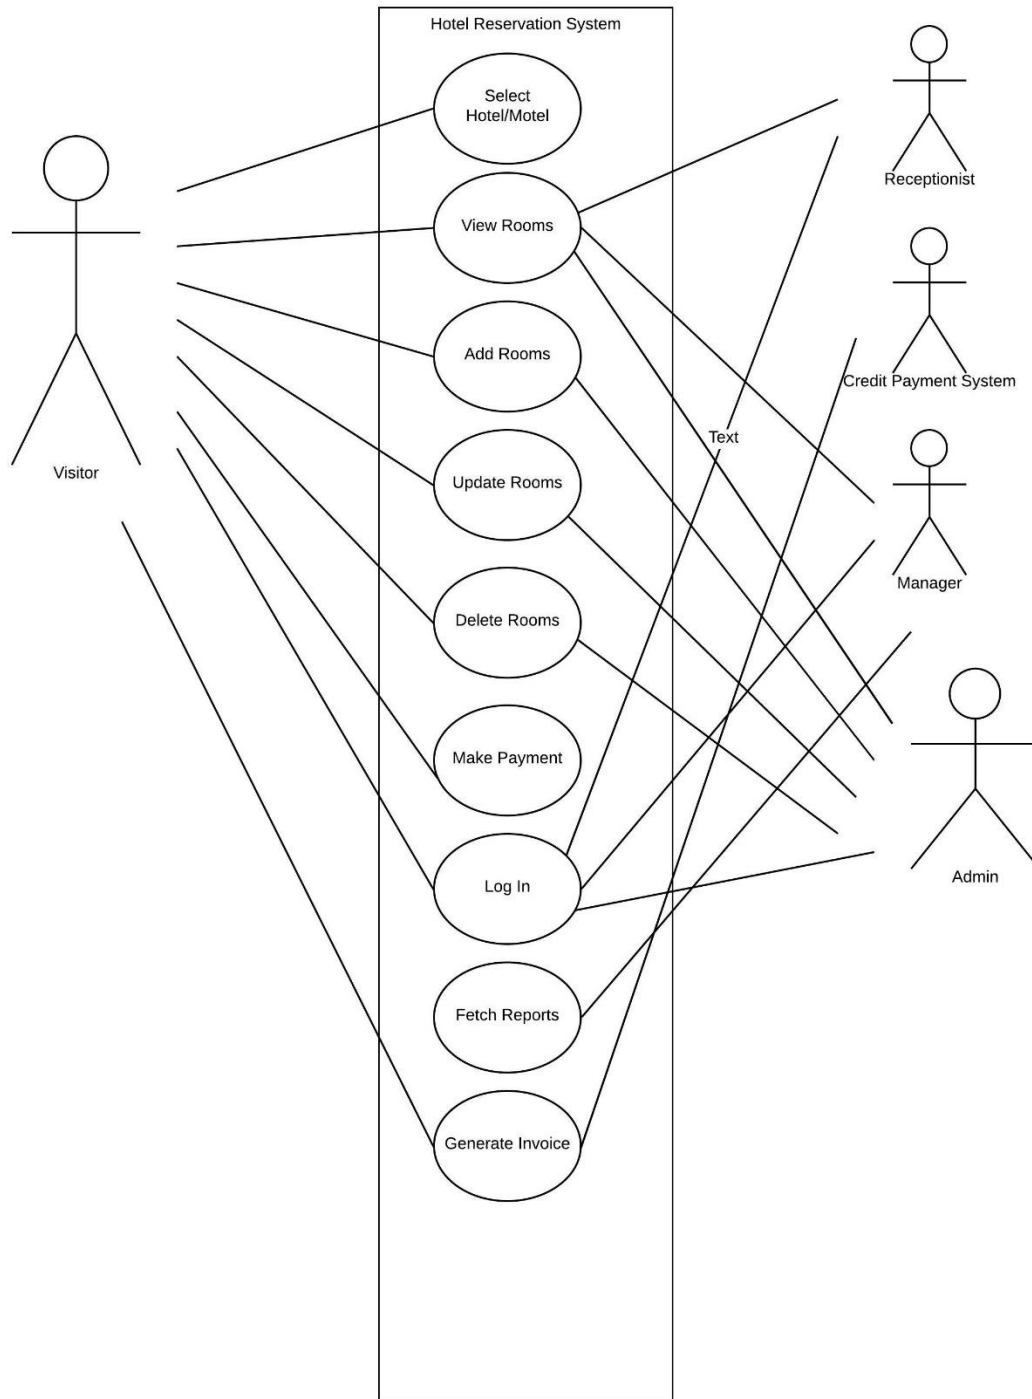 Hotel Reservation System
Select
Hotel/Motel
Receptionist
View Rooms
Add Rooms
Credit Payment System
Text
Visitor
Update Rooms
Manager
Delete Rooms
Make Payment
Log In
Admin
Fetch Reports
Generate Invoice